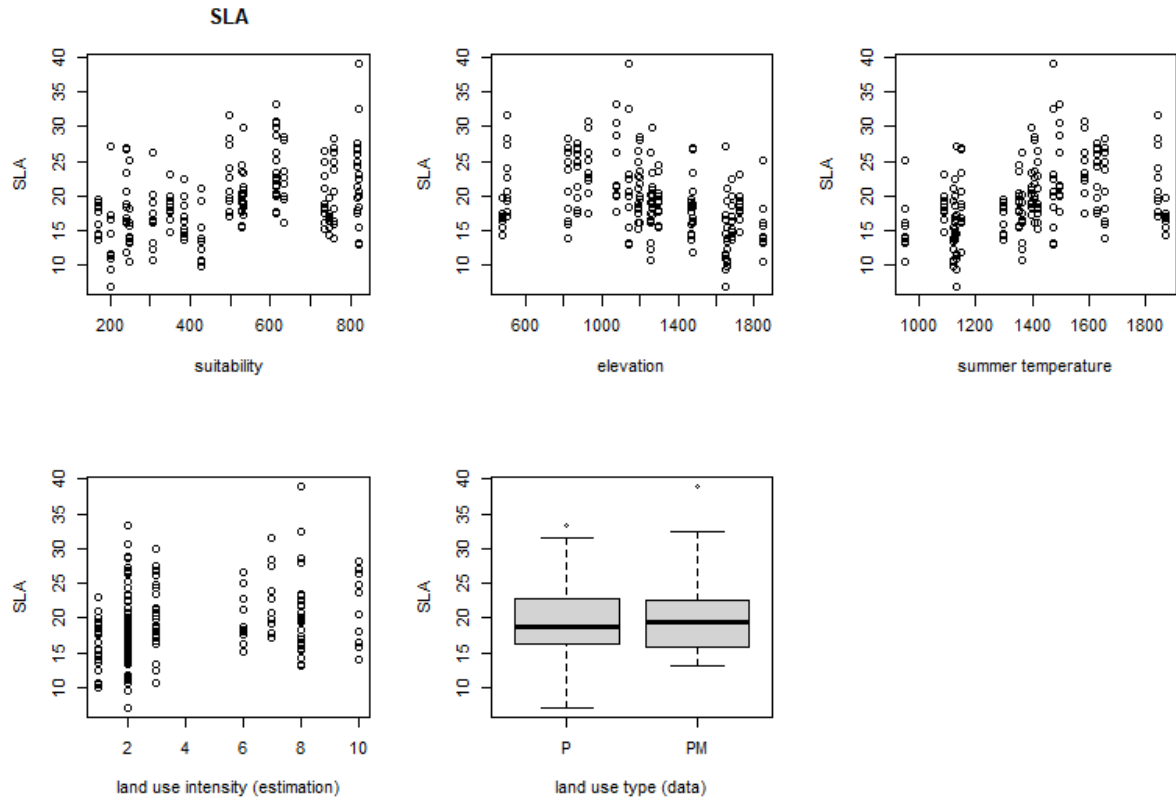 SLA
SLA
10 15 20 25 30 35 40
200 400 600 800
suitability
SLA
10 15 20 25 30 35 40
600 1000 1400 1800
elevation
SLA
10 15 20 25 30 35 40
1000 1200 1400 1600 1800
summer temperature
SLA
10 15 20 25 30 35 40
2 4 6 8 10
land use intensity (estimation)
SLA
10 15 20 25 30 35 40
P PM
land use type (data)